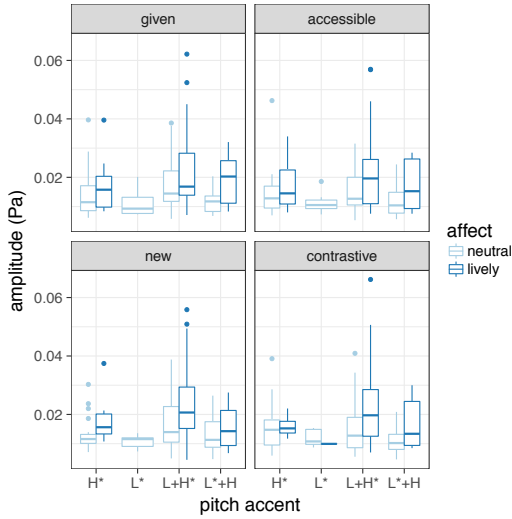 given
accessible
0.06
0.04
0.02
new
contrastive
0.06
0.04
0.02
H*
L*
L+H*
L*+H
H*
L*
L+H*
L*+H
pitch accent
amplitude (Pa)
affect
neutral
lively